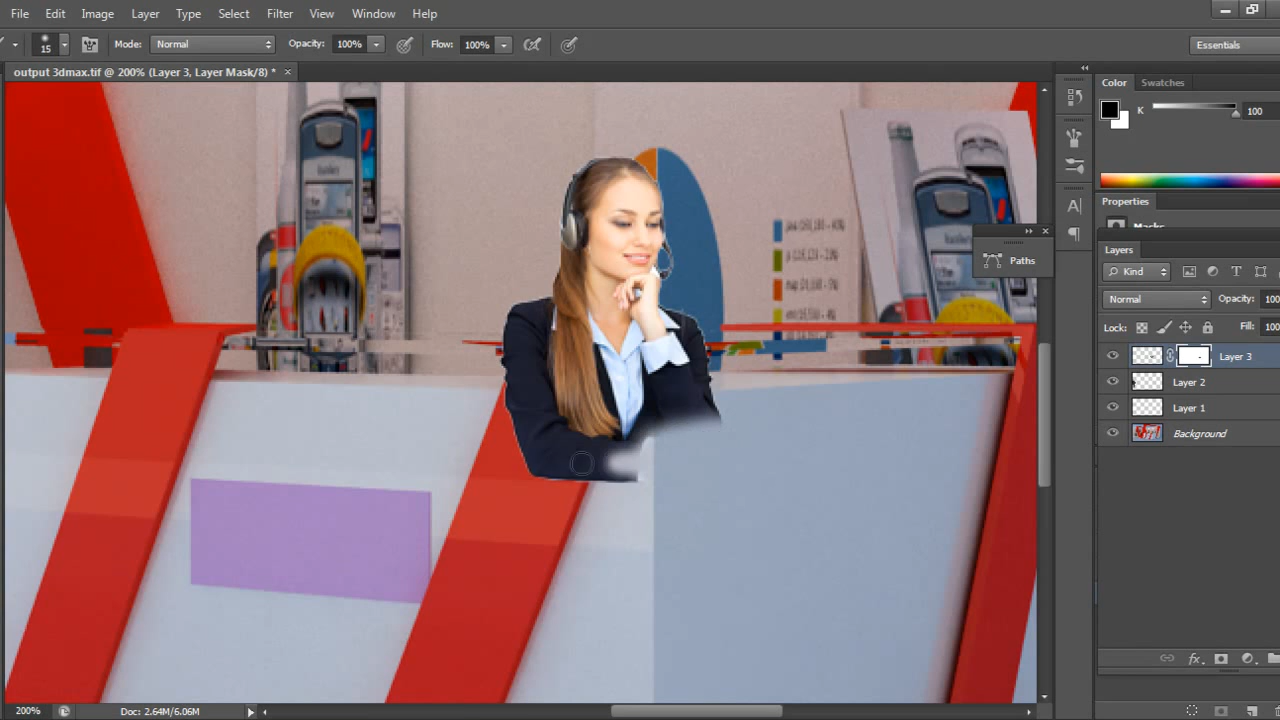 File Edit Image Layer Type Select Filter View Window Help
15 Mode: Normal Opacity: 100% Flow: 100% Essentials
output 3dmax.tif @ 200% (Layer 3, Layer Mask/8) * ×
Color Swatches
K 100
Properties
Masks
Paths
Layers
Kind
Normal Opacity: 100
Lock: Fill: 100
Layer 3
Layer 2
Layer 1
Background
200% Doc: 2.64M/6.06M